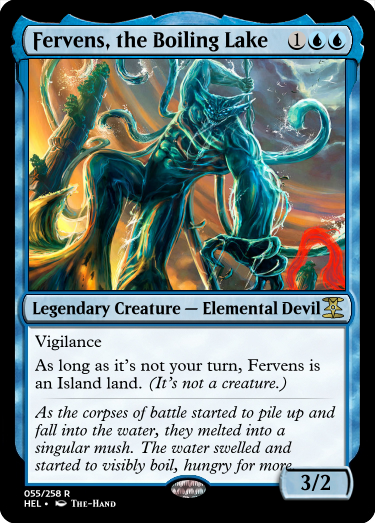 Fervens, the Boiling Lake 1
Legendary Creature — Elemental Devil
Vigilance
As long as it's not your turn, Fervens is
an Island land. (It's not a creature.)
As the corpses of battle started to pile up and
fall into the water, they melted into a
singular mush. The water swelled and
started to visibly boil, hungry for more.
3/2
055/258 R
HEL • The-Hand